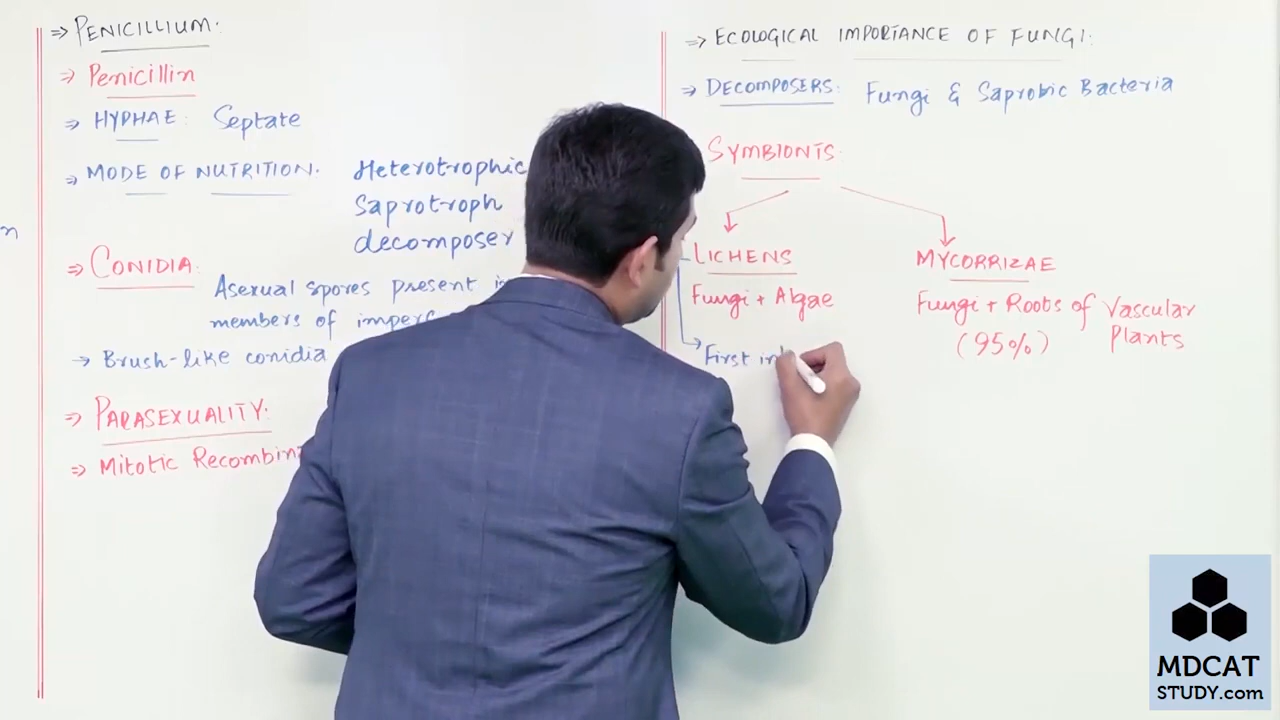 ⇒ PENICILLIUM:
⇒ Penicillin
⇒ HYPHAE: Septate
⇒ MODE OF NUTRITION. Heterotrophic
Saprotroph
decomposer
n
⇒ CONIDIA:
Asexual spores present
members of
→ Brush-like conidia
⇒ PARASEXUALITY:
⇒ Mitotic
⇒ ECOLOGICAL IMPORTANCE OF FUNGI:
⇒ DECOMPOSERS: Fungi & Saprobic Bacteria
SYMBIONTS:
LICHENS
Fungi + Algae
First
MYCORRIZAE
Fungi + Roots of Vascular
Plants
(95%)
MDCAT
STUDY.com